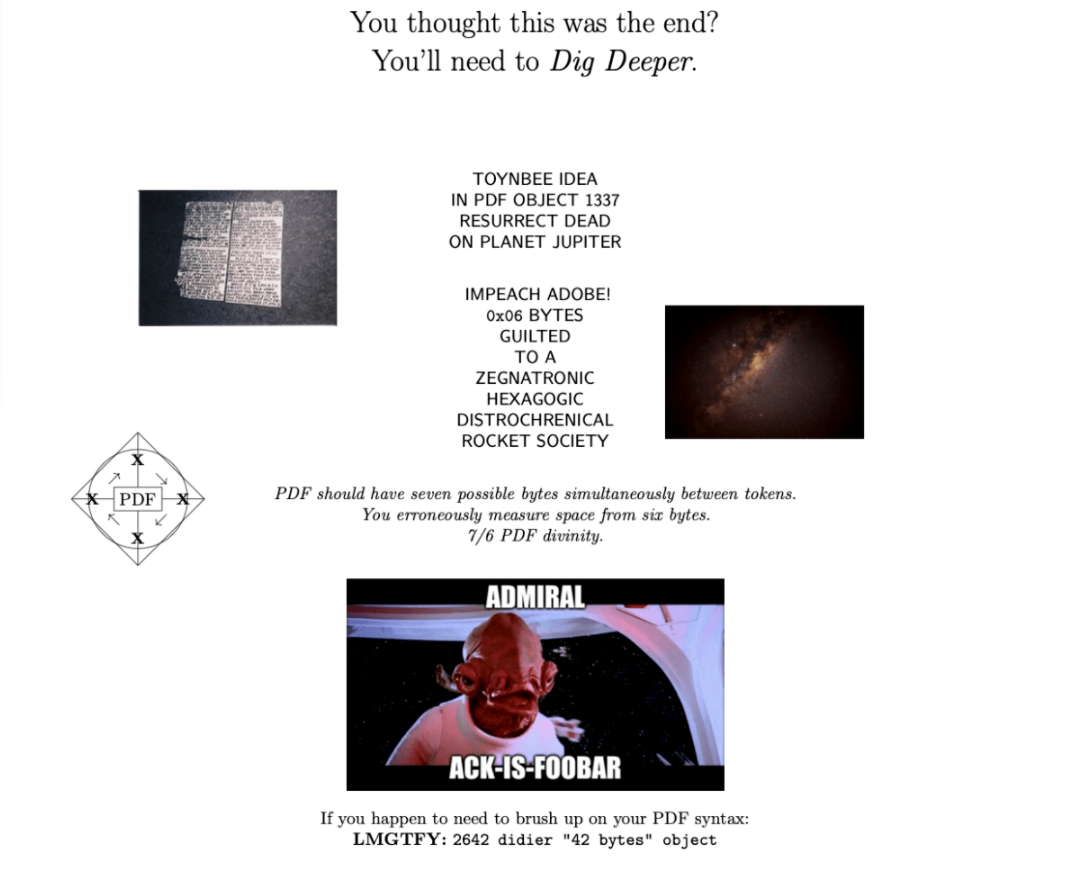 You thought this was the end?
You'll need to Dig Deeper.
TOYNBEE IDEA
IN PDF OBJECT 1337
RESURRECT DEAD
ON PLANET JUPITER
IMPEACH ADOBE!
0x06 BYTES
GUILTED
TO A
ZEGNATRONIC
HEXAGOGIC
DISTROCHRENICAL
ROCKET SOCIETY
X
X PDF X
X
PDF should have seven possible bytes simultaneously between tokens.
You erroneously measure space from six bytes.
7/6 PDF divinity.
ADMIRAL
ACK-IS-FOOBAR
If you happen to need to brush up on your PDF syntax:
LMGTFY: 2642 didier "42 bytes" object